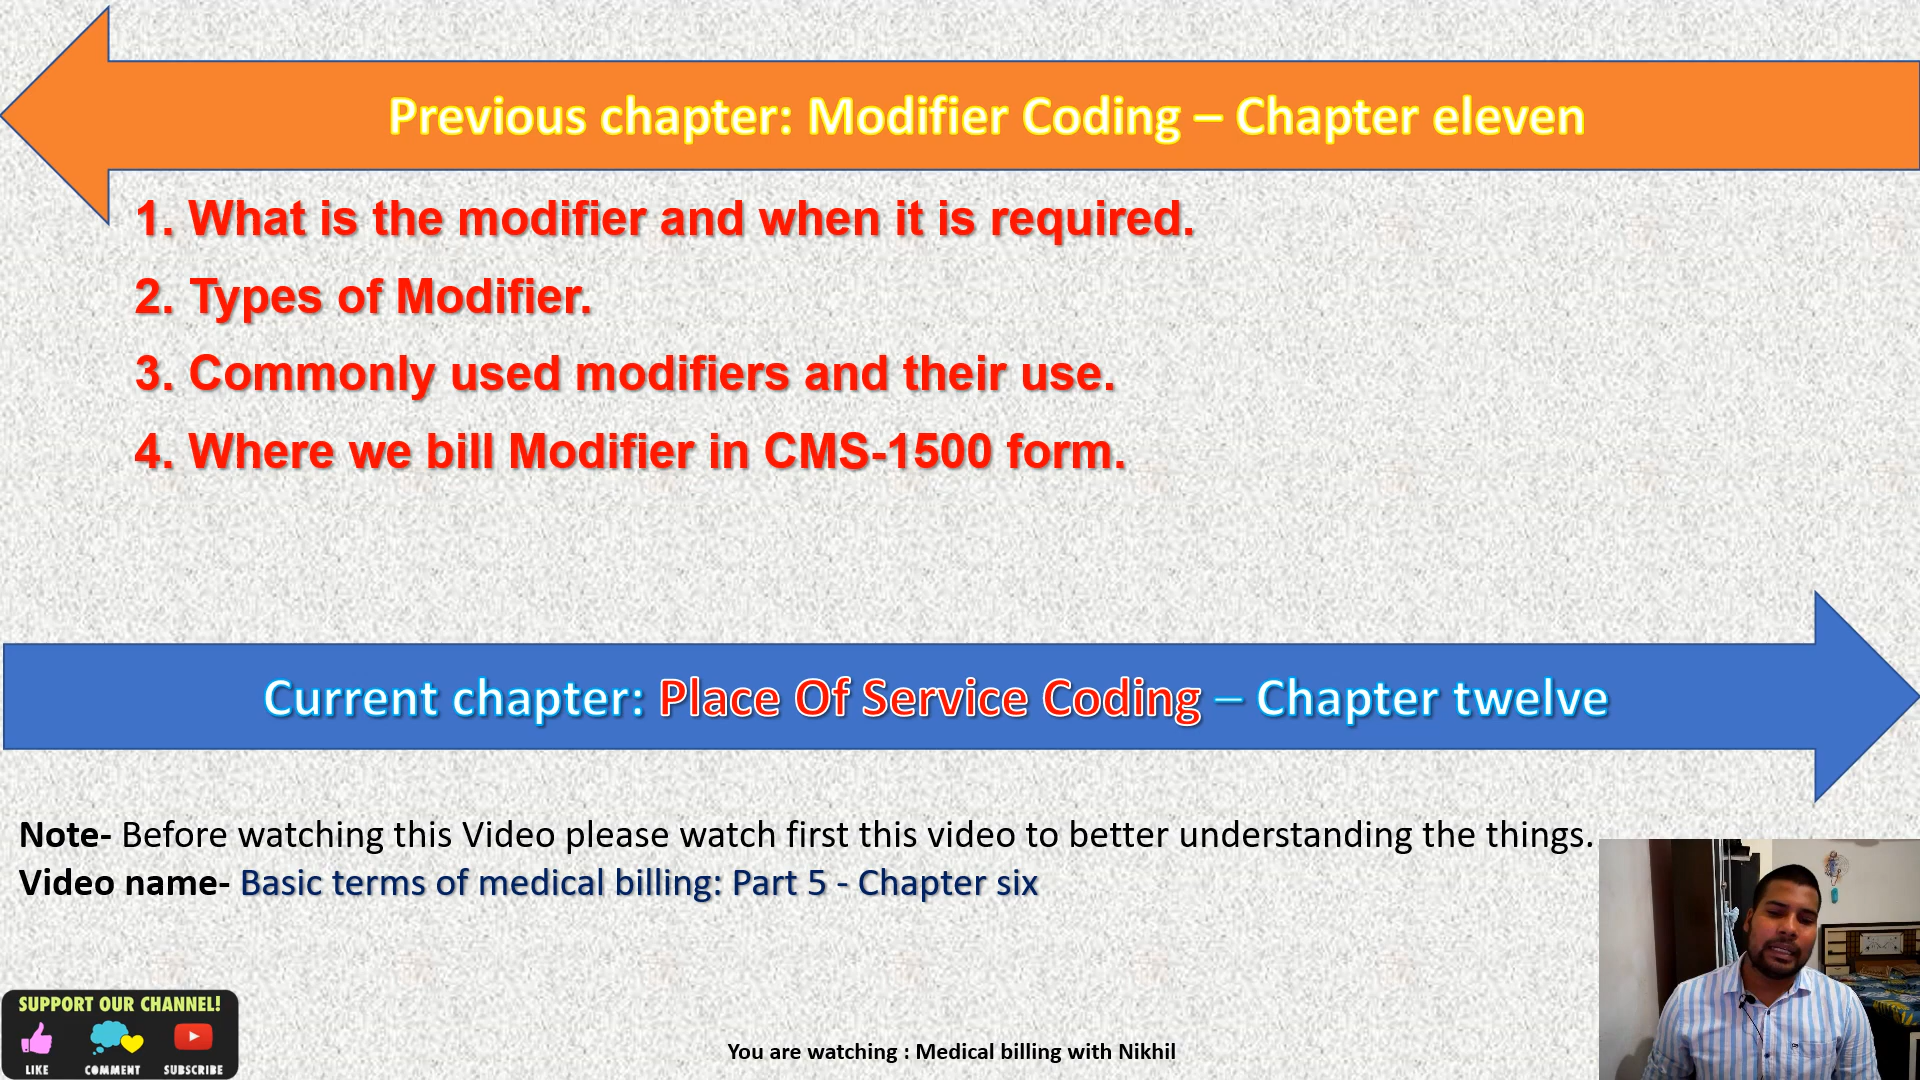 Previous chapter: Modifier Coding – Chapter eleven
1. What is the modifier and when it is required.
2. Types of Modifier.
3. Commonly used modifiers and their use.
4. Where we bill Modifier in CMS-1500 form.
Current chapter: Place Of Service Coding – Chapter twelve
Note- Before watching this Video please watch first this video to better understanding the things.
Video name- Basic terms of medical billing: Part 5 - Chapter six
SUPPORT OUR CHANNEL!
LIKE COMMENT SUBSCRIBE
You are watching : Medical billing with Nikhil